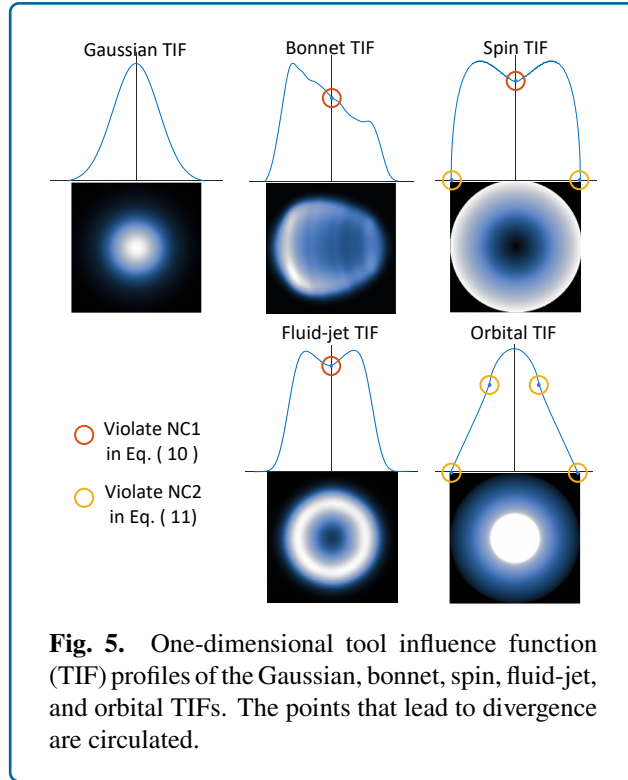 Gaussian TIF
Bonnet TIF
Spin TIF
Fluid-jet TIF
Orbital TIF
Violate NC1
in Eq. ( 10 )
Violate NC2
in Eq. ( 11)
Fig. 5. One-dimensional tool influence function
(TIF) profiles of the Gaussian, bonnet, spin, fluid-jet,
and orbital TIFs. The points that lead to divergence
are circulated.